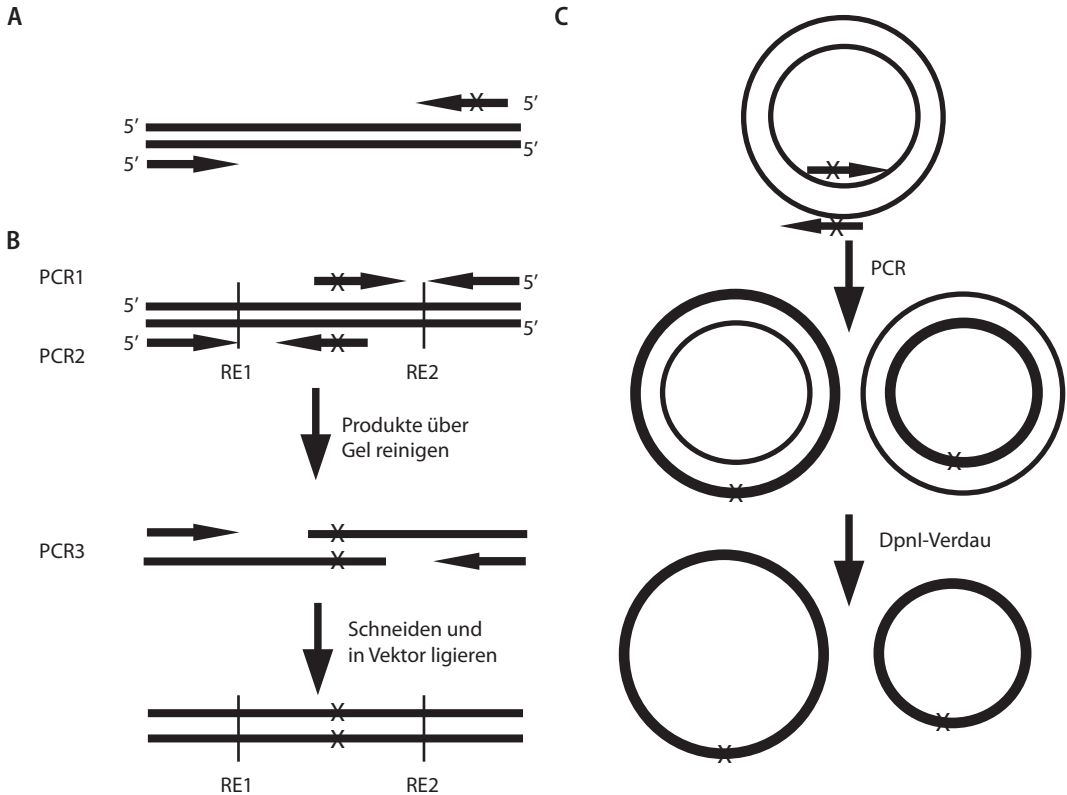 A
5′
5′
5′
5′
X
B
PCR1
X
5′
5′
5′
5′
X
PCR2
RE1
RE2
Produkte über
Gel reinigen
PCR3
X
X
Schneiden und
in Vektor ligieren
X
X
RE1
RE2
C
X
X
PCR
X
X
DpnI-Verdau
X
X